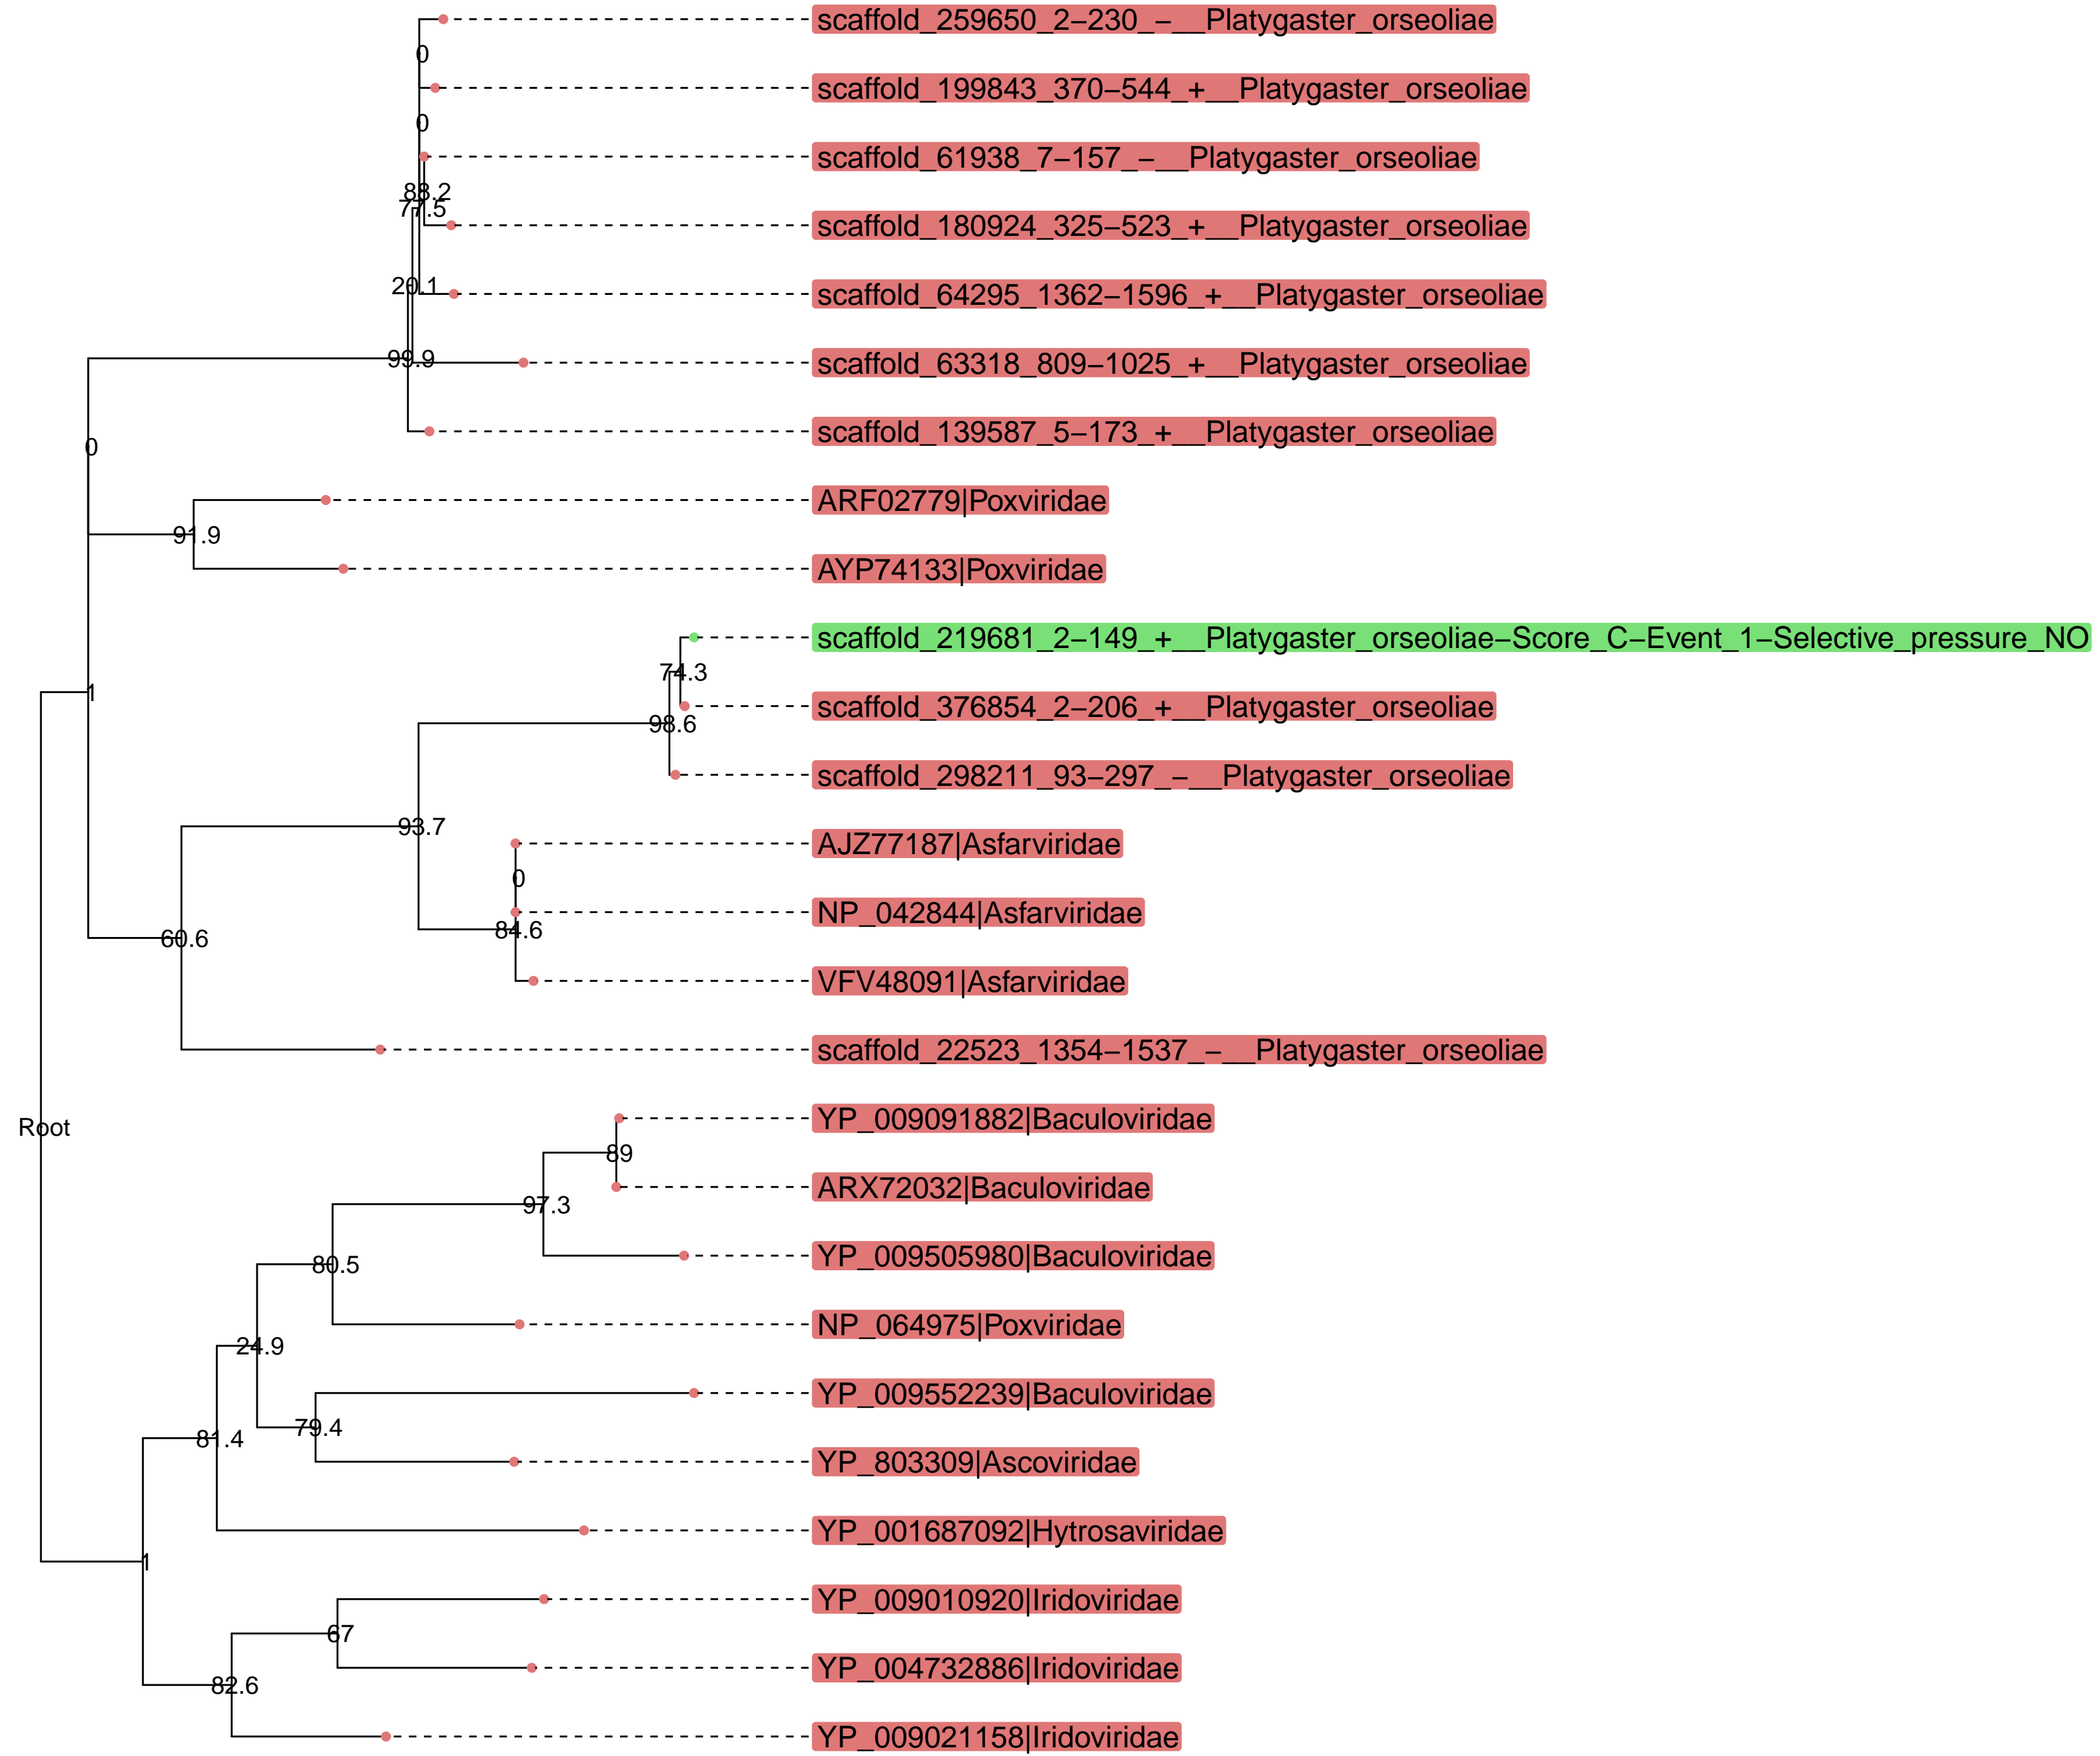 scaffold_259650_2−230_−__Platygaster_orseoliae
0
scaffold_199843_370−544_+__Platygaster_orseoliae
0
scaffold_61938_7−157_−__Platygaster_orseoliae
88.2
77.5
scaffold_180924_325−523_+__Platygaster_orseoliae
20.1
scaffold_64295_1362−1596_+__Platygaster_orseoliae
99.9
scaffold_63318_809−1025_+__Platygaster_orseoliae
scaffold_139587_5−173_+__Platygaster_orseoliae
0
ARF02779|Poxviridae
91.9
AYP74133|Poxviridae
scaffold_219681_2−149_+__Platygaster_orseoliae−Score_C−Event_1−Selective_pressure_NO
74.3
1
scaffold_376854_2−206_+__Platygaster_orseoliae
98.6
scaffold_298211_93−297_−__Platygaster_orseoliae
93.7
AJZ77187|Asfarviridae
0
NP_042844|Asfarviridae
84.6
60.6
VFV48091|Asfarviridae
scaffold_22523_1354−1537_−__Platygaster_orseoliae
YP_009091882|Baculoviridae
Root
89
ARX72032|Baculoviridae
97.3
YP_009505980|Baculoviridae
80.5
NP_064975|Poxviridae
24.9
YP_009552239|Baculoviridae
79.4
81.4
YP_803309|Ascoviridae
YP_001687092|Hytrosaviridae
1
YP_009010920|Iridoviridae
67
YP_004732886|Iridoviridae
82.6
YP_009021158|Iridoviridae